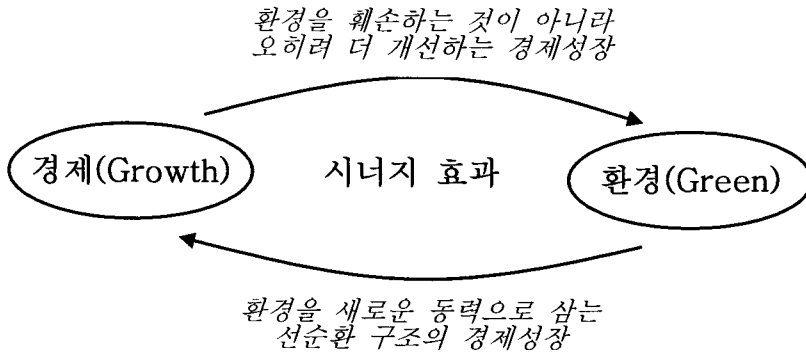 환경을 훼손하는 것이 아니라
오히려 더 개선하는 경제성장
경제(Growth)
시너지 효과
환경(Green)
환경을 새로운 동력으로 삼는
선순환 구조의 경제성장